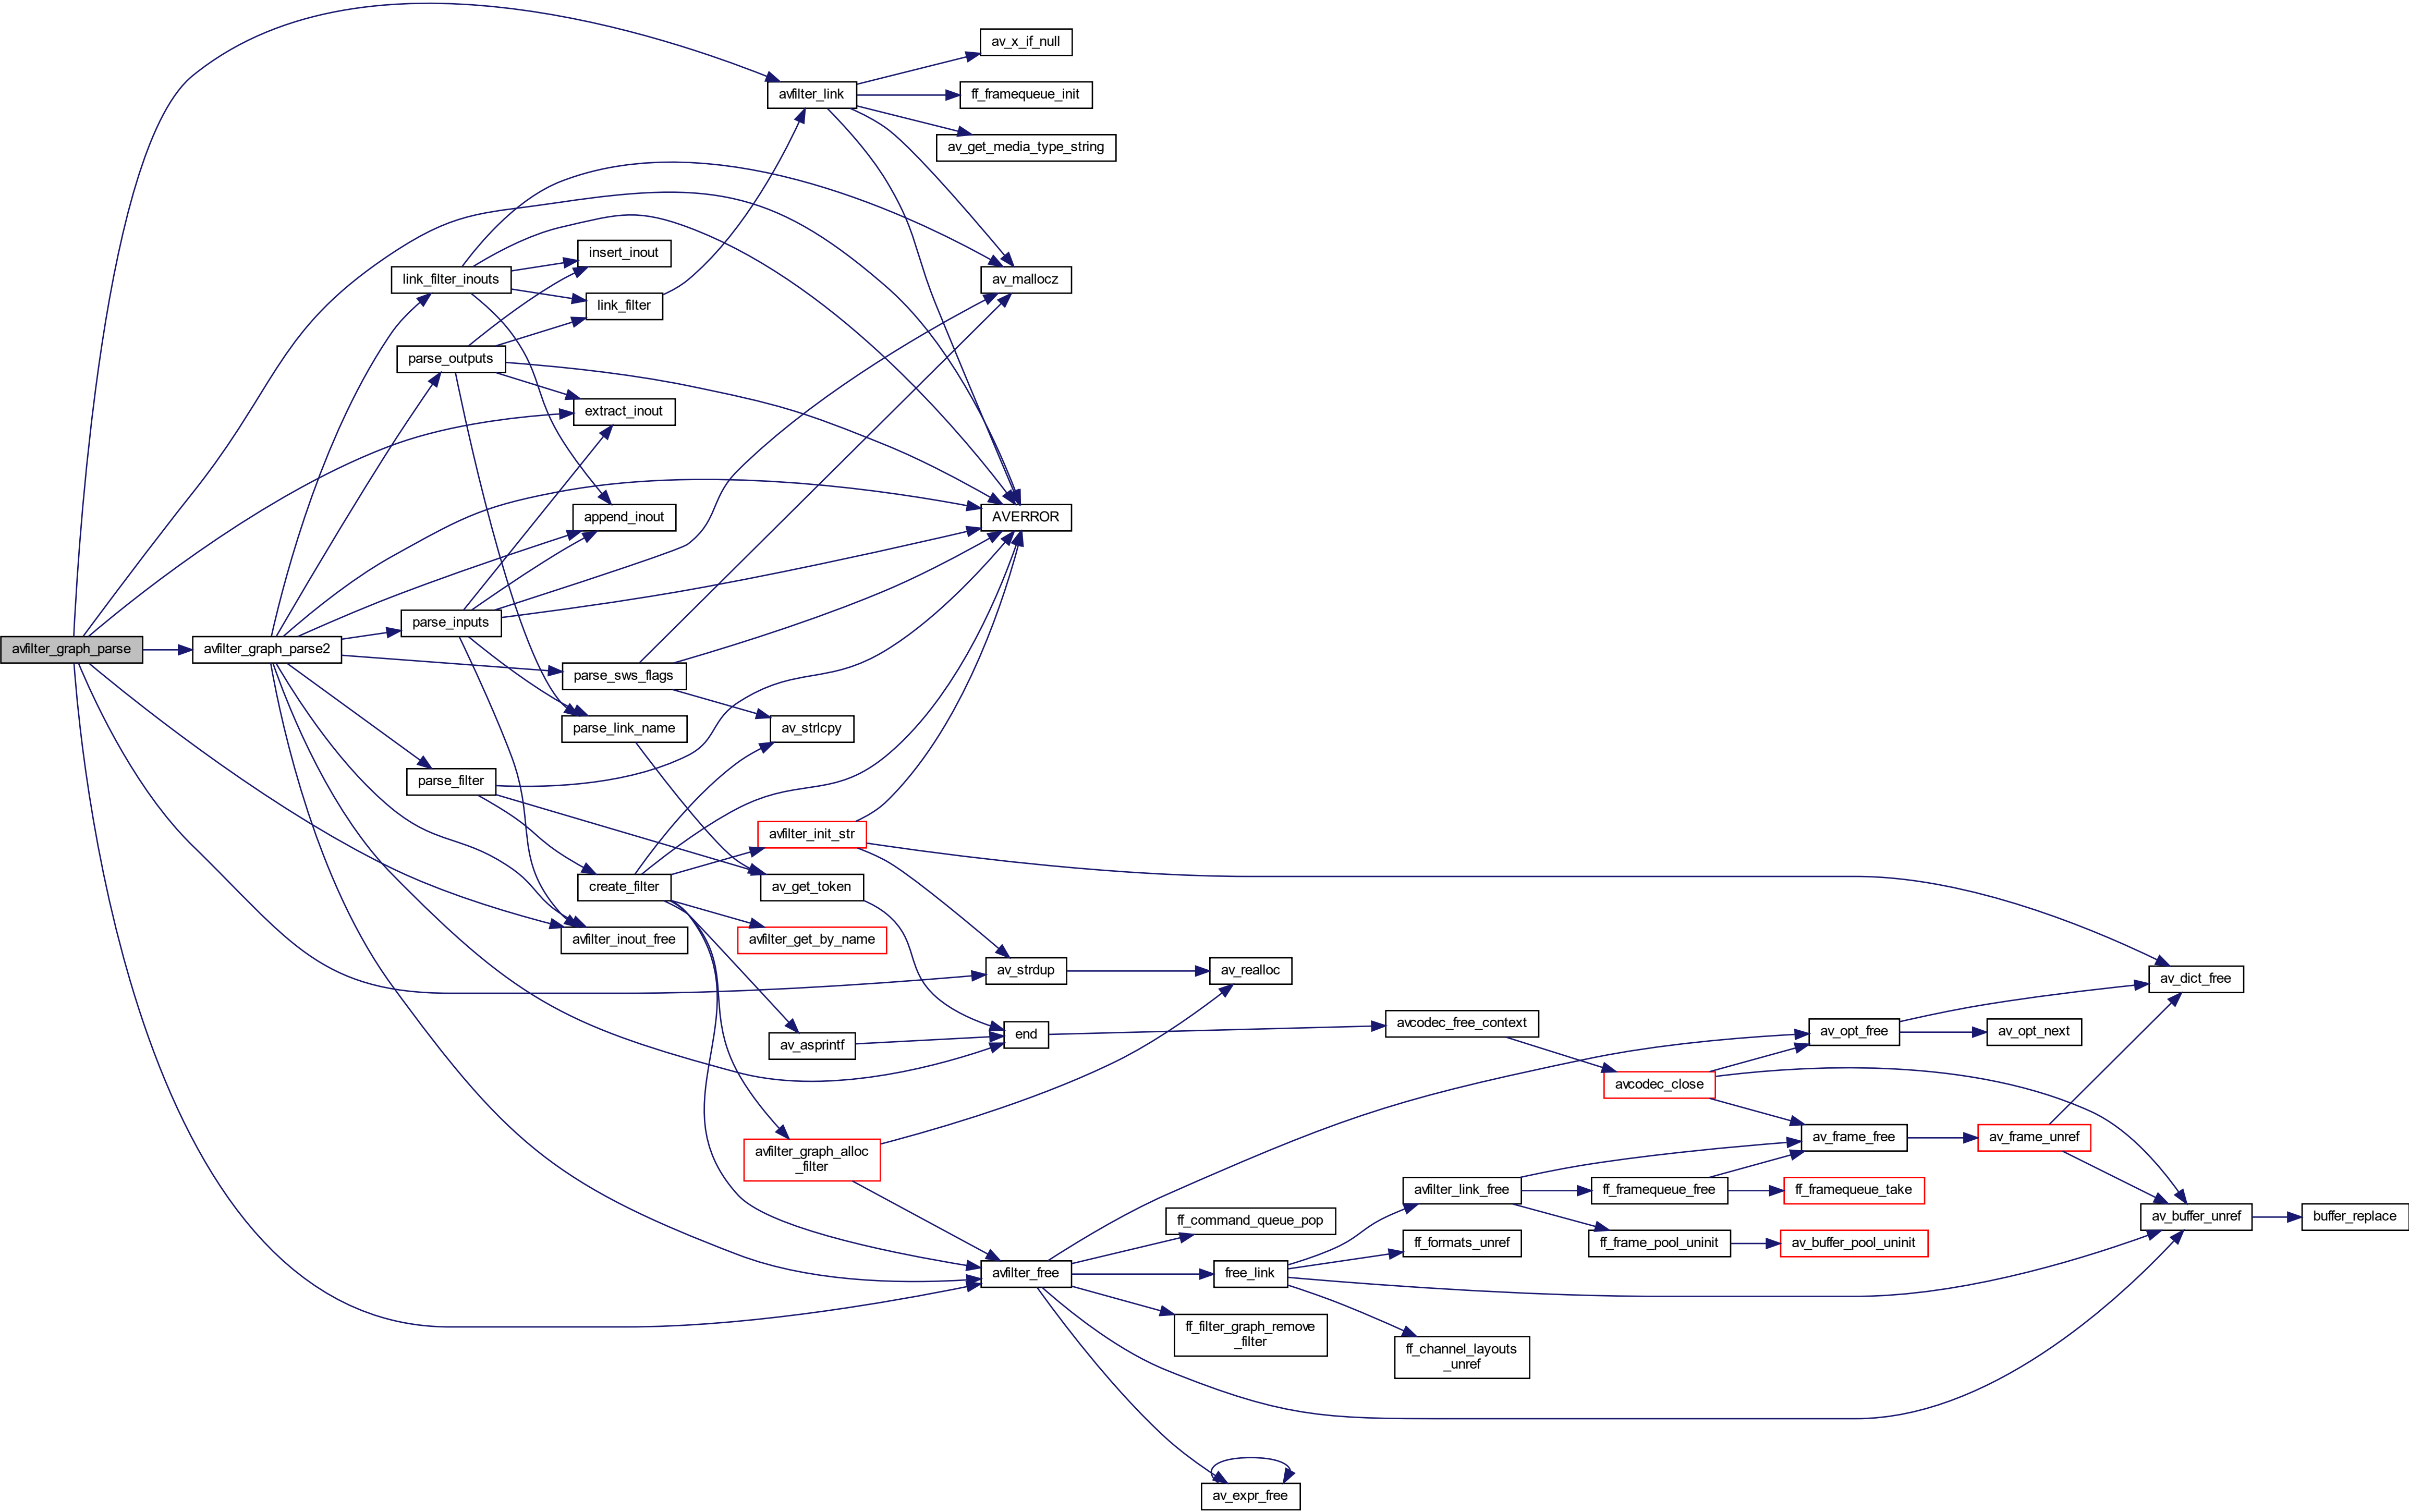 av_x_if_null
avfilter_link
ff_framequeue_init
av_get_media_type_string
insert_inout
link_filter_inouts
av_mallocz
link_filter
parse_outputs
extract_inout
append_inout
AVERROR
parse_inputs
avfilter_graph_parse
avfilter_graph_parse2
parse_sws_flags
parse_link_name
av_strlcpy
parse_filter
avfilter_init_str
create_filter
av_get_token
avfilter_inout_free
avfilter_get_by_name
av_strdup
av_realloc
av_dict_free
avcodec_free_context
av_opt_free
av_opt_next
end
av_asprintf
avcodec_close
av_frame_free
av_frame_unref
avfilter_graph_alloc
_filter
avfilter_link_free
ff_framequeue_free
ff_framequeue_take
ff_command_queue_pop
av_buffer_unref
buffer_replace
ff_formats_unref
ff_frame_pool_uninit
av_buffer_pool_uninit
avfilter_free
free_link
ff_filter_graph_remove
_filter
ff_channel_layouts
_unref
av_expr_free